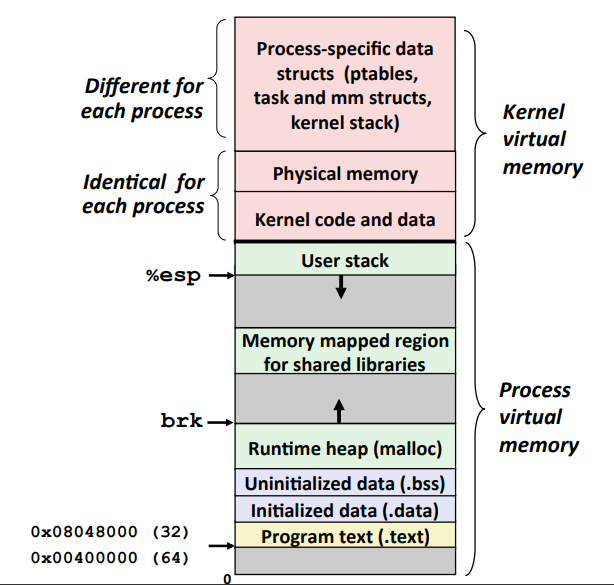 Process-specific data
structs (ptables,
task and mm structs,
kernel stack)
Different for
each process
Kernel
virtual
memory
Physical memory
Identical for
each process
Kernel code and data
User stack
%esp
Memory mapped region
for shared libraries
Process
virtual
memory
brk
Runtime heap (malloc)
Uninitialized data (.bss)
Initialized data (.data)
Program text (.text)
0x08048000 (32)
0x00400000 (64)
0